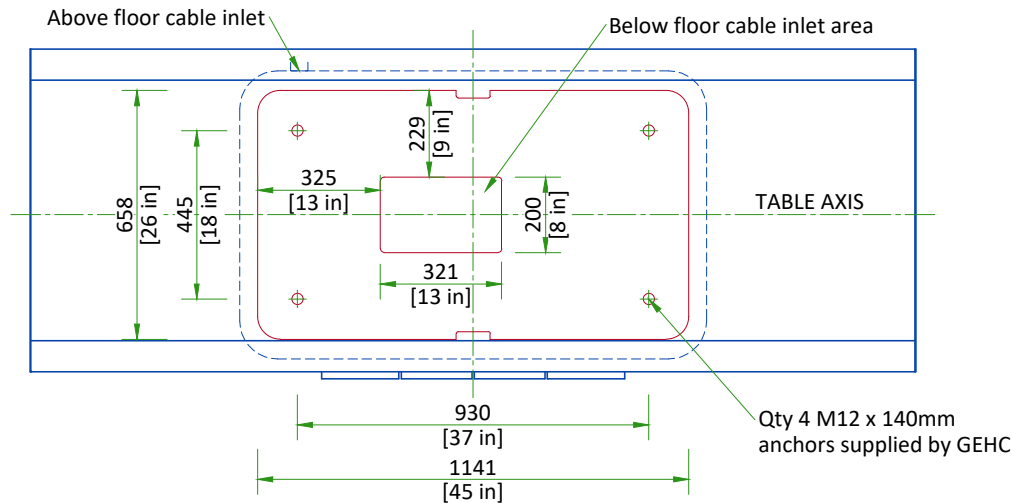 Above floor cable inlet
Below floor cable inlet area
229
[9 in]
325
[13 in]
658
[26 in]
445
[18 in]
200
[8 in]
TABLE AXIS
321
[13 in]
930
[37 in]
Qty 4 M12 x 140mm
anchors supplied by GEHC
1141
[45 in]